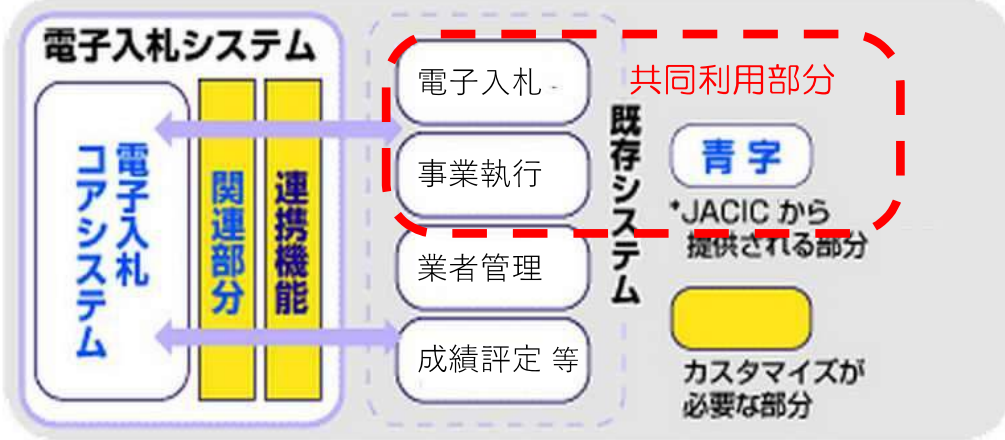 電子入札システム
電子入札
コアシステム
関連部分
連携機能
電子入札
事業執行
業者管理
成績評定 等
既存システム
共同利用部分
青字
*JACIC から
提供される部分
カスタマイズが
必要な部分